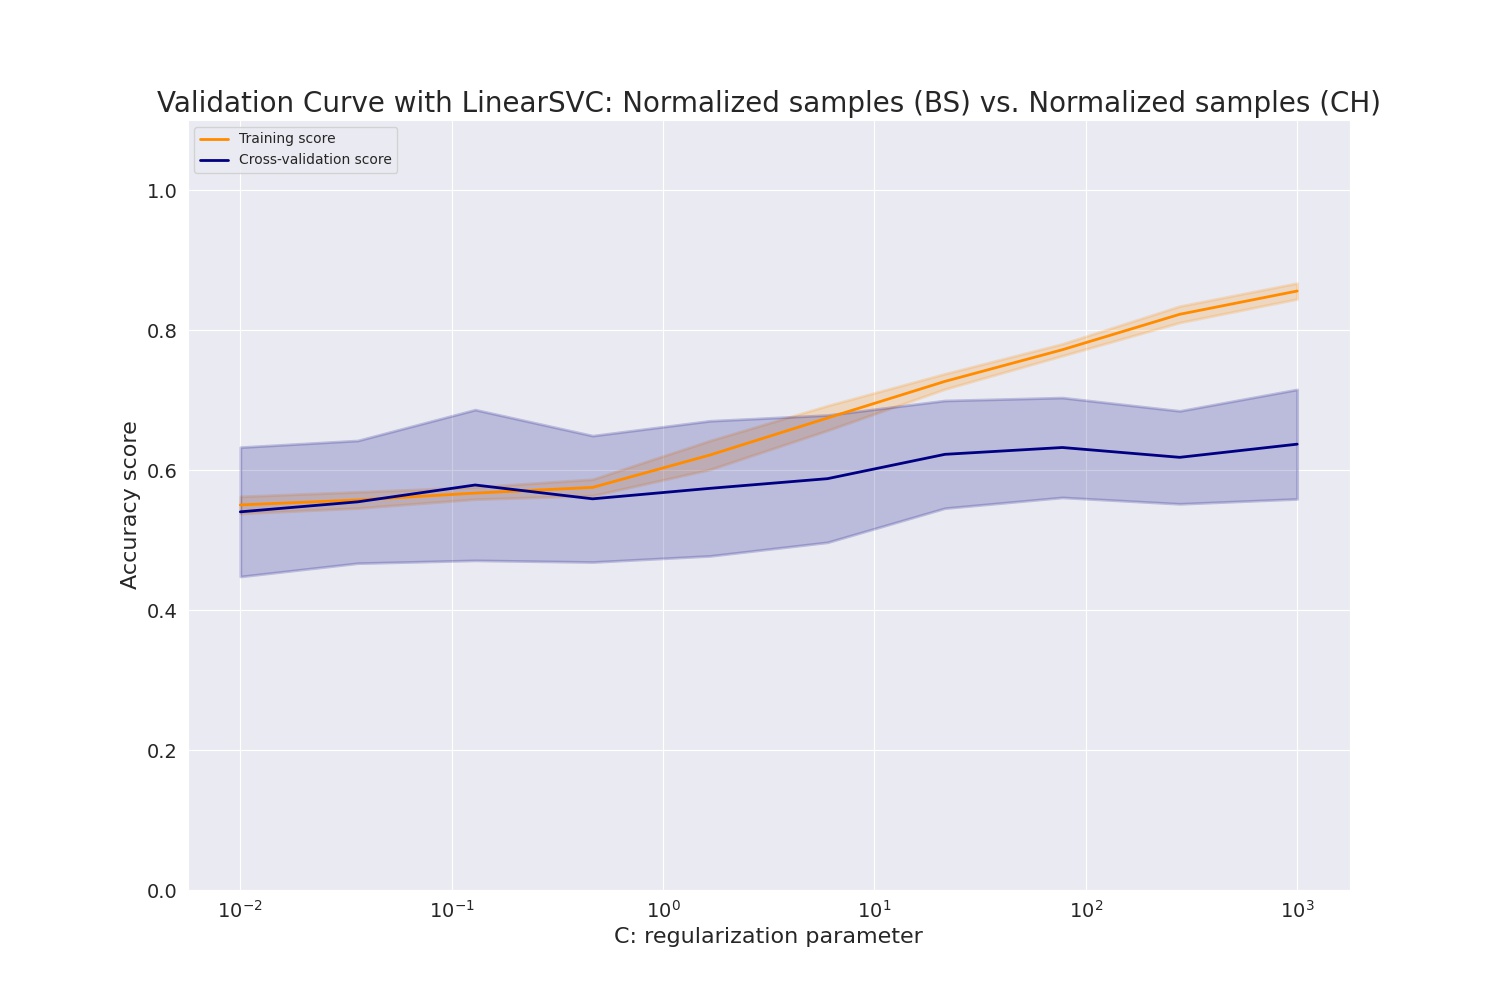 Validation Curve with LinearSVC: Normalized samples (BS) vs. Normalized samples (CH)
Training score
Cross-validation score
Accuracy score
1.0
0.8
0.6
0.4
0.2
0.0
10⁻² 10⁻¹ 10⁰ 10¹ 10² 10³
C: regularization parameter